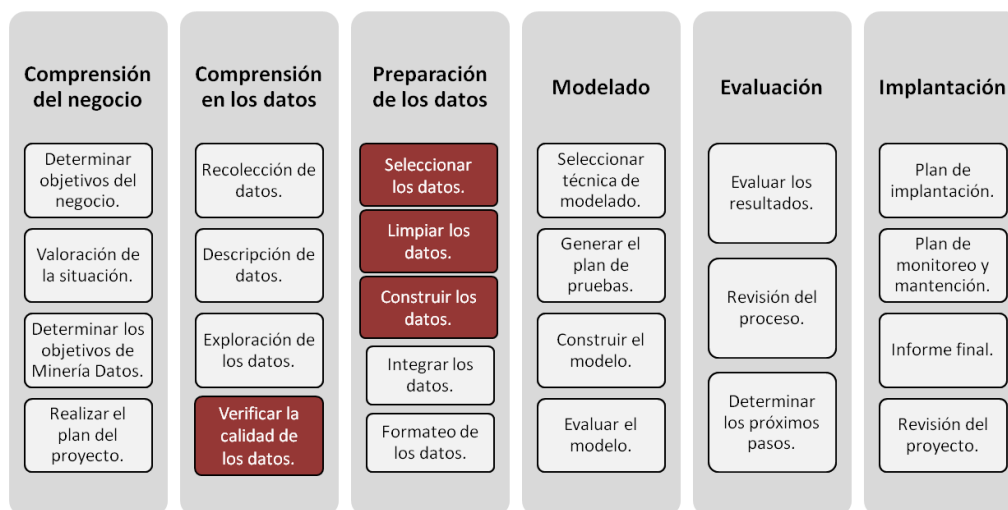 Comprensión
del negocio
Determinar
objetivos del
negocio.
Valoración de
la situación.
Determinar los
objetivos de
Minería Datos.
Realizar el
plan del
proyecto.
Comprensión
en los datos
Recolección de
datos.
Descripción de
datos.
Exploración de
los datos.
Verificar la
calidad de
los datos.
Preparación
de los datos
Seleccionar
los datos.
Limpiar los
datos.
Construir los
datos.
Integrar los
datos.
Formateo de
los datos.
Modelado
Seleccionar
técnica de
modelado.
Generar el
plan de
pruebas.
Construir el
modelo.
Evaluar el
modelo.
Evaluación
Evaluar los
resultados.
Revisión del
proceso.
Determinar
los próximos
pasos.
Implantación
Plan de
implantación.
Plan de
monitoreo y
mantención.
Informe final.
Revisión del
proyecto.